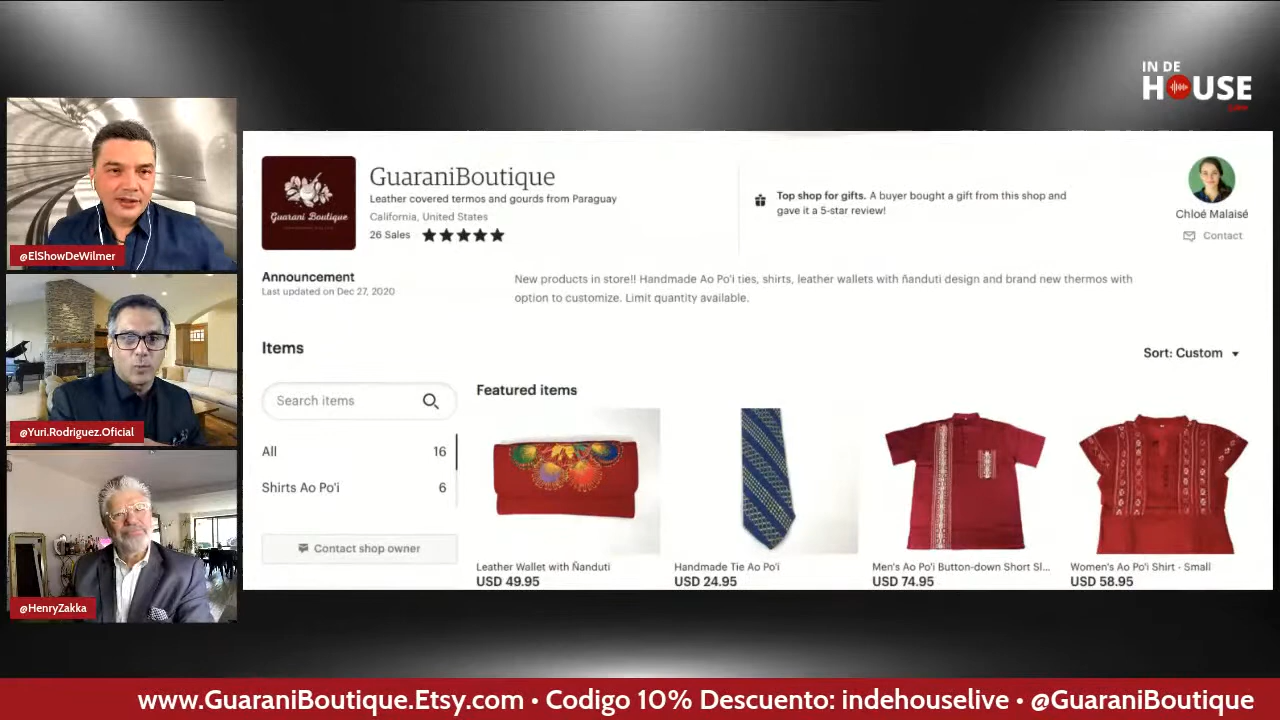 IN DE
HOUSE
@ElShowDeWilmer
@Yuri.Rodriguez.Oficial
@HenryZakka
Guarani Boutique
GuaraniBoutique
Leather covered termos and gourds from Paraguay
California, United States
26 Sales
Top shop for gifts. A buyer bought a gift from this shop and
gave it a 5-star review!
Chloé Malaisé
Contact
Announcement
Last updated on Dec 27, 2020
New products in store!! Handmade Ao Po'i ties, shirts, leather wallets with ñanduti design and brand new thermos with
option to customize. Limit quantity available.
Items
Sort: Custom
Search items
All 16
Shirts Ao Po'i 6
Contact shop owner
Featured items
Leather Wallet with Ñanduti
USD 49.95
Handmade Tie Ao Po'i
USD 24.95
Men's Ao Po'i Button-down Short Sl...
USD 74.95
Women's Ao Po'i Shirt - Small
USD 58.95
www.GuaraniBoutique.Etsy.com • Codigo 10% Descuento: indehouselive • @GuaraniBoutique